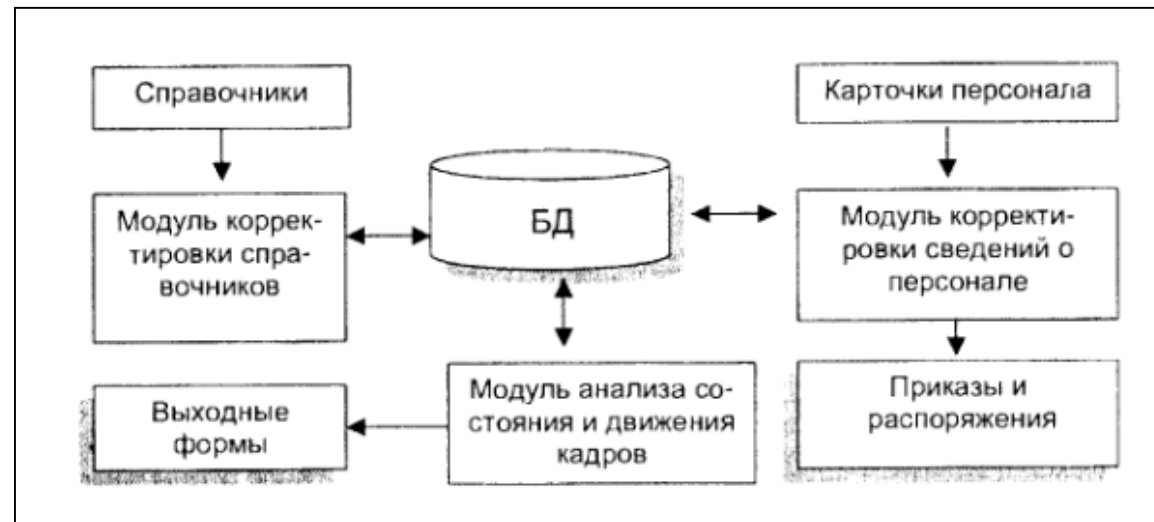 Справочники
Карточки персонала
Модуль коррек-
тировки спра-
вочников
БД
Модуль корректи-
ровки сведений о
персонале
Выходные
формы
Модуль анализа со-
стояния и движения
кадров
Приказы и
распоряжения